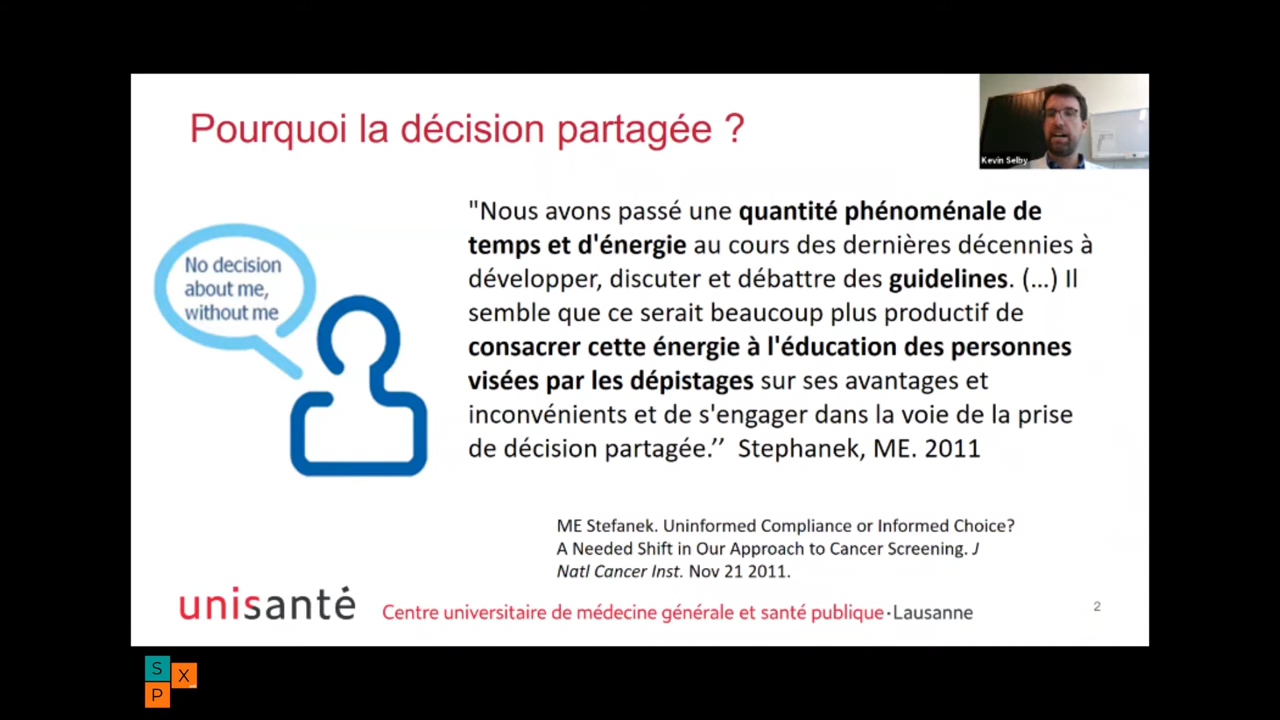 Pourquoi la décision partagée ?
Kevin Selby
No decision
about me,
without me
"Nous avons passé une quantité phénoménale de
temps et d'énergie au cours des dernières décennies à
développer, discuter et débattre des guidelines. (...) Il
semble que ce serait beaucoup plus productif de
consacrer cette énergie à l'éducation des personnes
visées par les dépistages sur ses avantages et
inconvénients et de s'engager dans la voie de la prise
de décision partagée.’’ Stephanek, ME. 2011
ME Stefanek. Uninformed Compliance or Informed Choice?
A Needed Shift in Our Approach to Cancer Screening. J
Natl Cancer Inst. Nov 21 2011.
unisanté
Centre universitaire de médecine générale et santé publique · Lausanne
2
S
X
P